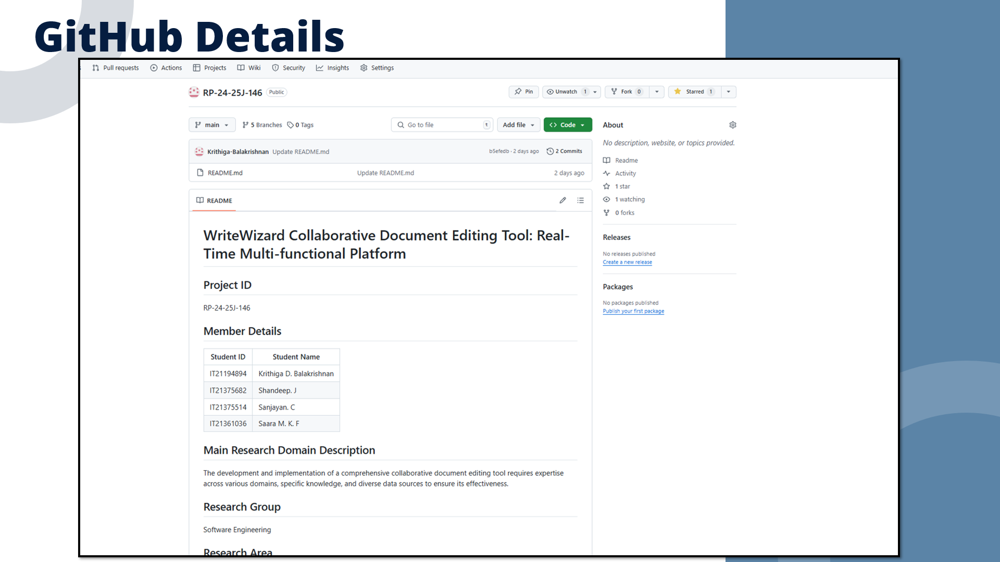 GitHub Details
Pull requests Actions Projects Wiki Security Insights Settings
RP-24-25J-146 Public Pin Unwatch 1 Fork 0 Starred 1
main 5 Branches 0 Tags Go to file t Add file Code
Krithiga-Balakrishnan Update README.md b5efedb · 2 days ago 2 Commits
README.md Update README.md 2 days ago
README
WriteWizard Collaborative Document Editing Tool: Real-
Time Multi-functional Platform
Project ID
RP-24-25J-146
Member Details
Student ID Student Name
IT21194894 Krithiga D. Balakrishnan
IT21375682 Shandeep. J
IT21375514 Sanjayan. C
IT21361036 Saara M. K. F
Main Research Domain Description
The development and implementation of a comprehensive collaborative document editing tool requires expertise
across various domains, specific knowledge, and diverse data sources to ensure its effectiveness.
Research Group
Software Engineering
Research Area
About
No description, website, or topics provided.
Readme
Activity
1 star
1 watching
0 forks
Releases
No releases published
Create a new release
Packages
No packages published
Publish your first package